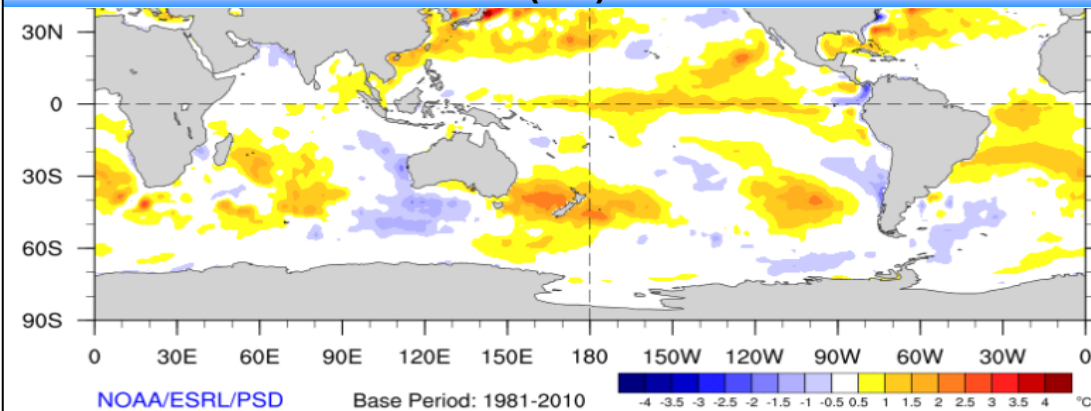 30N
0
30S
60S
90S
0 30E 60E 90E 120E 150E 180 150W 120W 90W 60W 30W 0
NOAA/ESRL/PSD Base Period: 1981-2010
-4 -3.5 -3 -2.5 -2 -1.5 -1 -0.5 0.5 1 1.5 2 2.5 3 3.5 4 °C